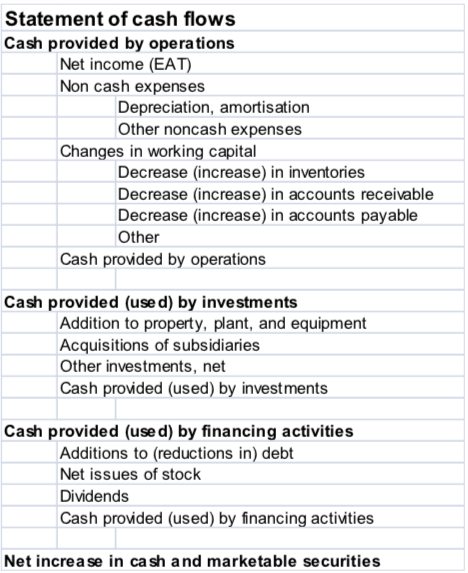 Statement of cash flows
Cash provided by operations
Net income (EAT)
Non cash expenses
Depreciation, amortisation
Other noncash expenses
Changes in working capital
Decrease (increase) in inventories
Decrease (increase) in accounts receivable
Decrease (increase) in accounts payable
Other
Cash provided by operations
Cash provided (used) by investments
Addition to property, plant, and equipment
Acquisitions of subsidiaries
Other investments, net
Cash provided (used) by investments
Cash provided (used) by financing activities
Additions to (reductions in) debt
Net issues of stock
Dividends
Cash provided (used) by financing activities
Net increase in cash and marketable securities